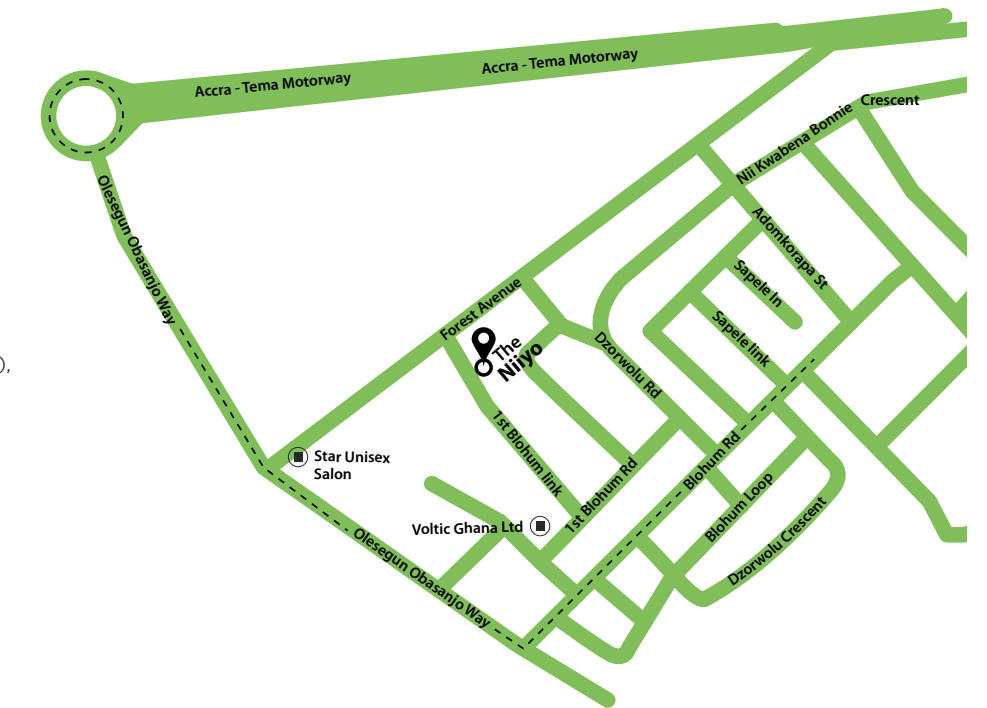 Accra - Tema Motorway
Accra - Tema Motorway
Crescent
Nii Kwabena Bonnie
Olesegun Obasanjo Way
Adomkorapa St
Sapele ln
Forest Avenue
Sapele link
The
Niiyo
Dzorwolu Rd
),
1st Blohum link
Star Unisex
Salon
Blohum Rd
1st Blohum Rd
Blohum Loop
Voltic Ghana Ltd
Dzorwolu Crescent
Olesegun Obasanjo Way